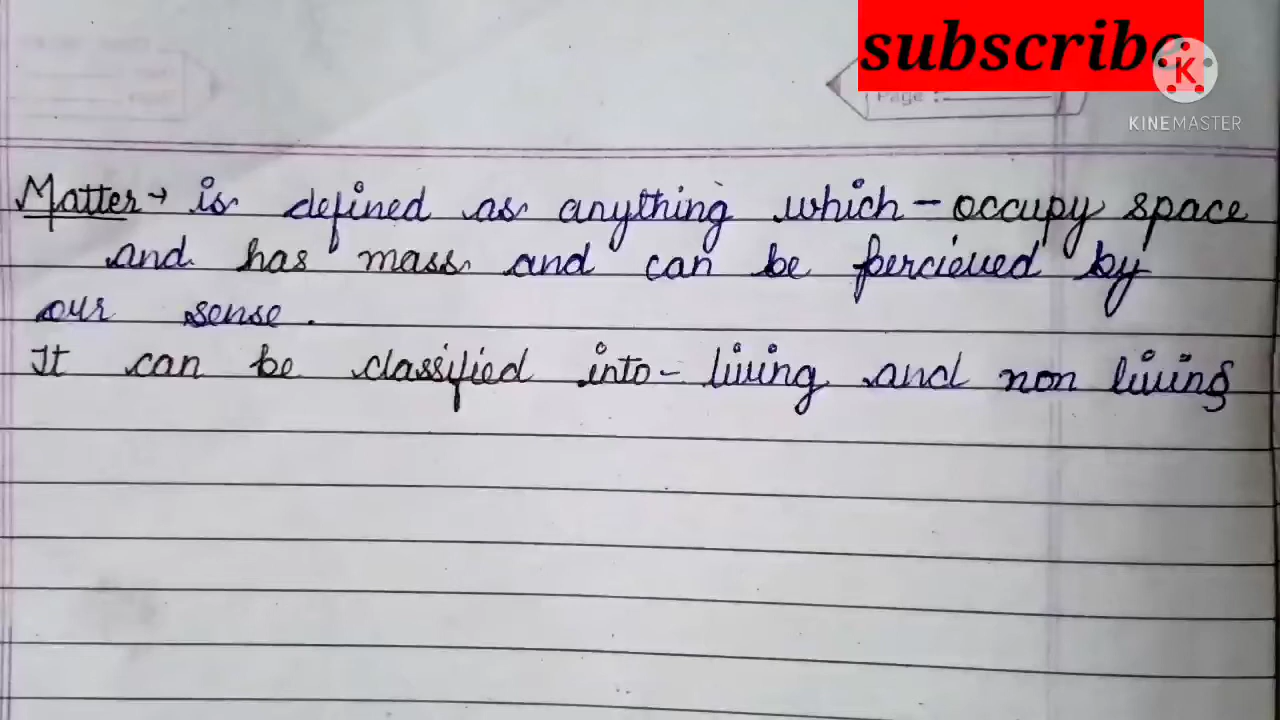 subscribe
K
Page :
KINEMASTER
Matter → is defined as anything which - occupy space
and has mass and can be percieved by
our sense.
It can be classified into - living and non living